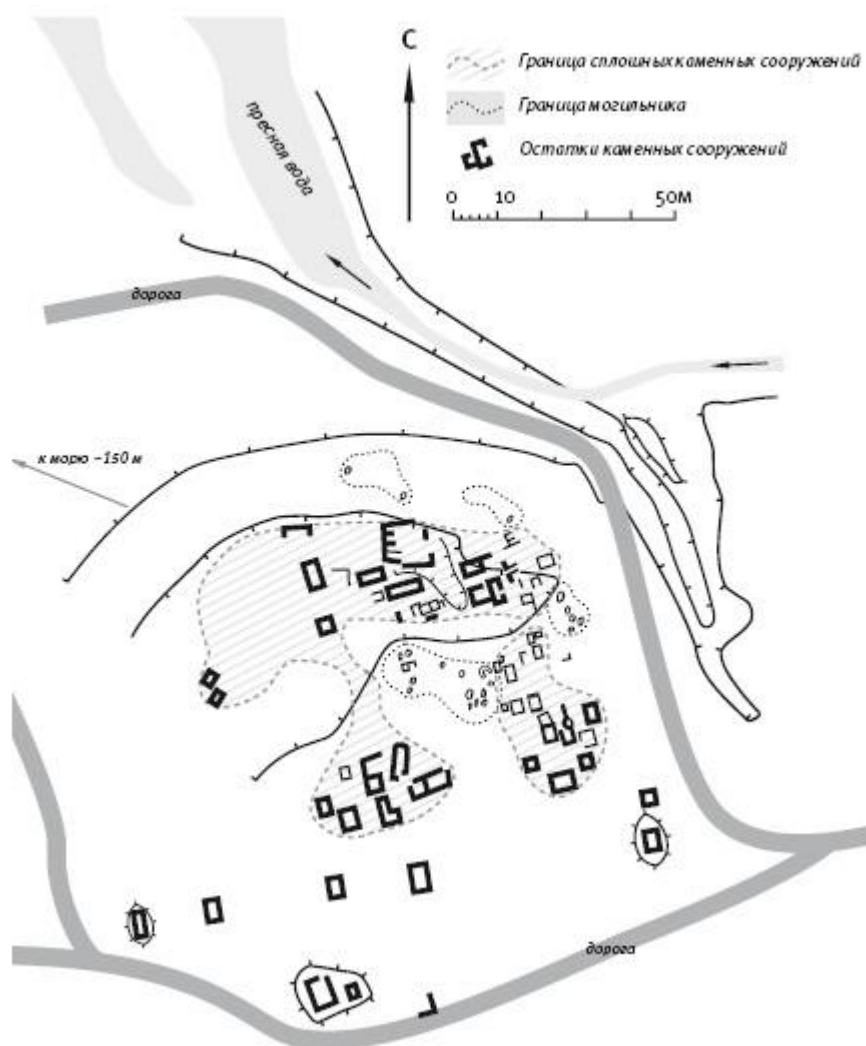 С
Граница сплошных каменных сооружений
Граница могильника
Остатки каменных сооружений
0 10 50М
пресная вода
дорога
к морю ~150 м
дорога